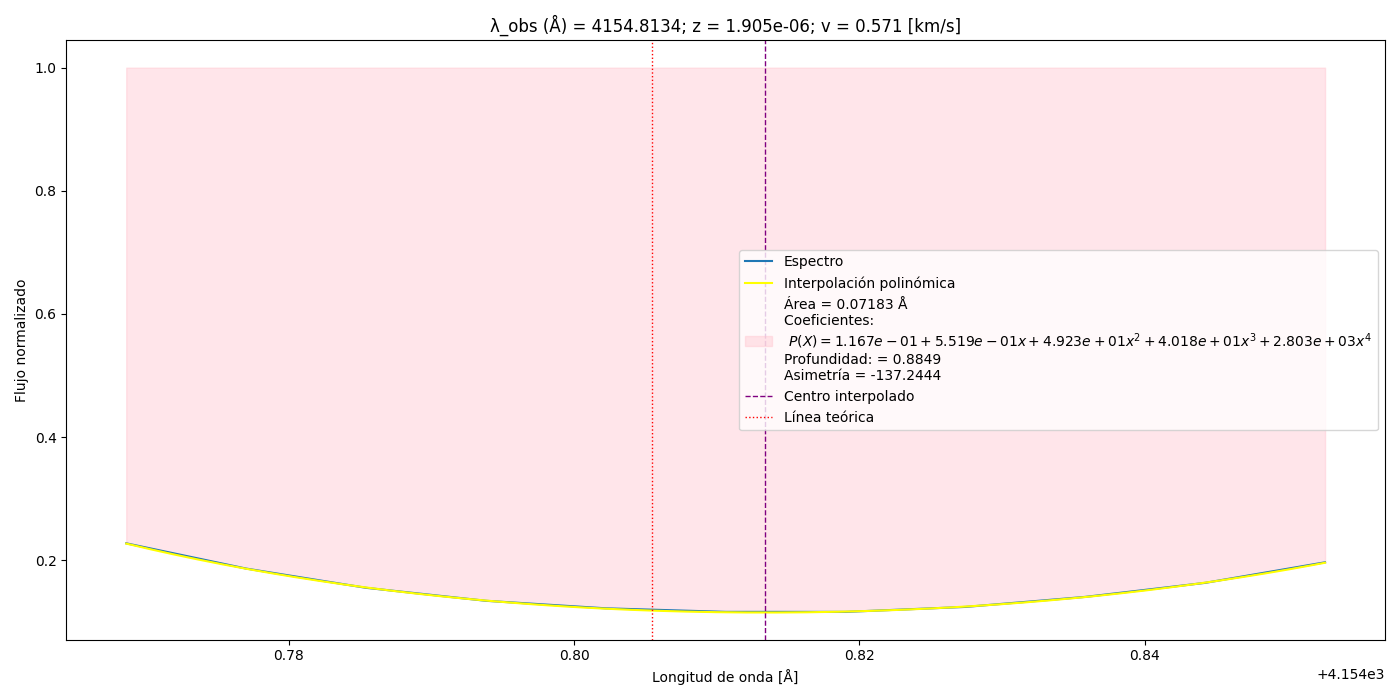 λ_obs (Å) = 4154.8134; z = 1.905e-06; v = 0.571 [km/s]
Flujo normalizado
1.0
0.8
0.6
0.4
0.2
Espectro
Interpolación polinómica
Área = 0.07183 Å
Coeficientes:
P(X) = 1.167e − 01 + 5.519e − 01x + 4.923e + 01x² + 4.018e + 01x³ + 2.803e + 03x⁴
Profundidad: = 0.8849
Asimetría = -137.2444
Centro interpolado
Línea teórica
0.78 0.80 0.82 0.84
+4.154e3
Longitud de onda [Å]